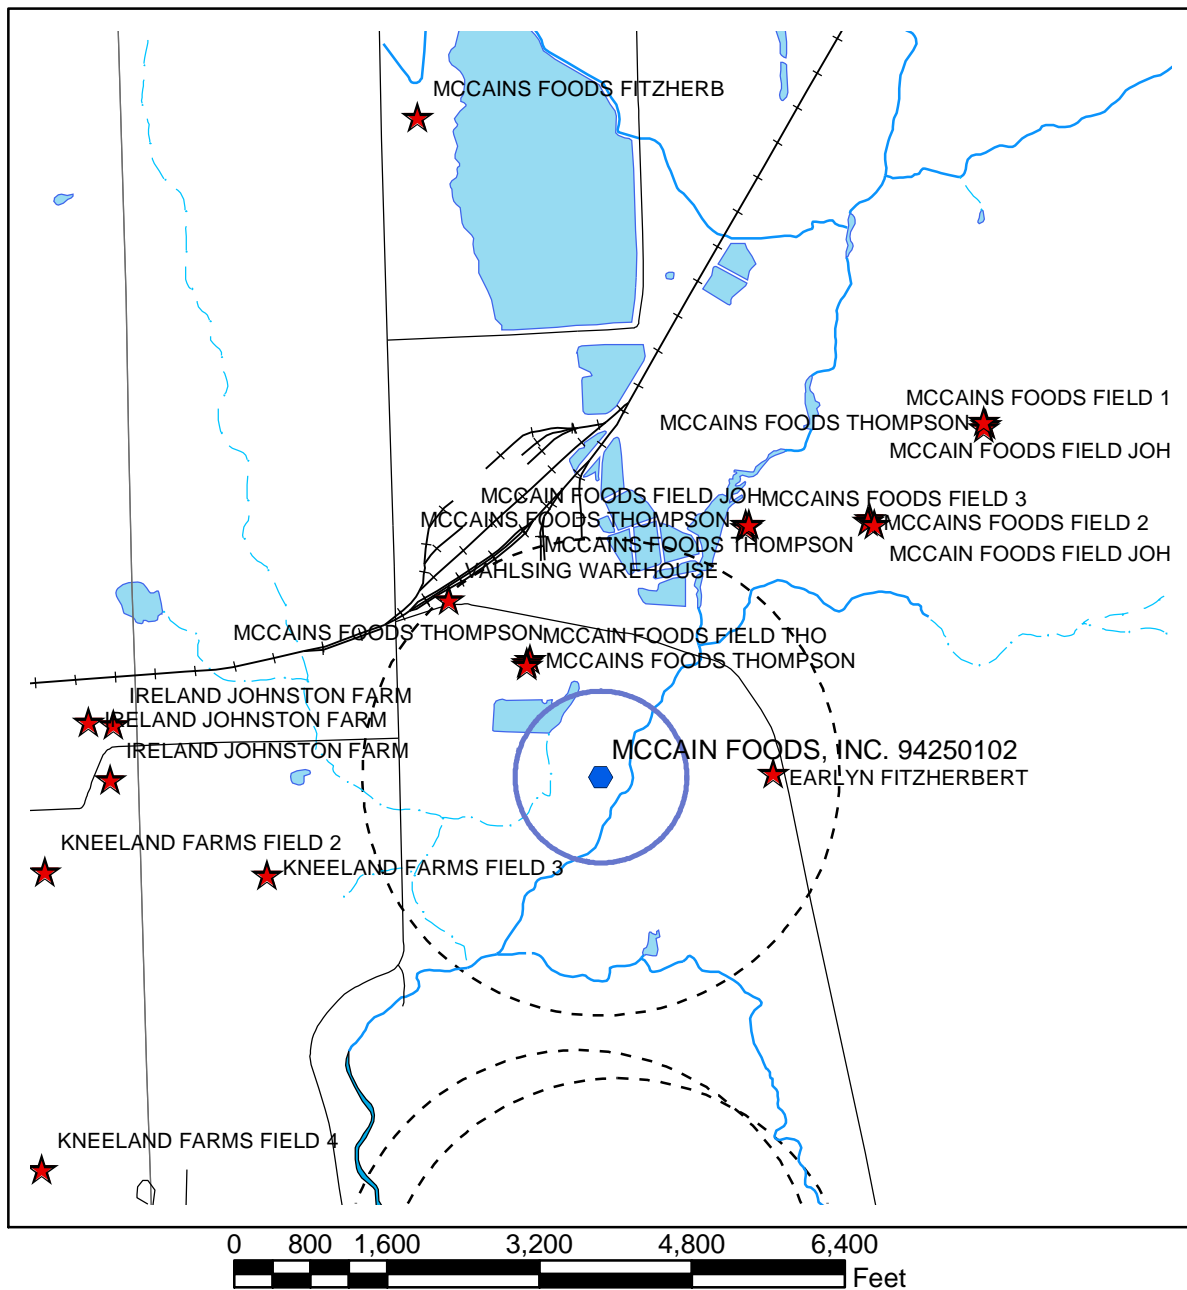 MCCAINS FOODS FITZHERB
MCCAINS FOODS FIELD 1
MCCAINS FOODS THOMPSON
MCCAIN FOODS FIELD JOH
MCCAIN FOODS FIELD JOH
MCCAINS FOODS FIELD 3
MCCAINS FOODS THOMPSON
MCCAINS FOODS FIELD 2
MCCAINS FOODS THOMPSON
MCCAIN FOODS FIELD JOH
VAHLSING WAREHOUSE
MCCAINS FOODS THOMPSON
MCCAIN FOODS FIELD THO
MCCAINS FOODS THOMPSON
IRELAND JOHNSTON FARM
IRELAND JOHNSTON FARM
IRELAND JOHNSTON FARM
MCCAIN FOODS, INC. 94250102
EARLYN FITZHERBERT
KNEELAND FARMS FIELD 2
KNEELAND FARMS FIELD 3
KNEELAND FARMS FIELD 4
0 800 1,600 3,200 4,800 6,400
Feet